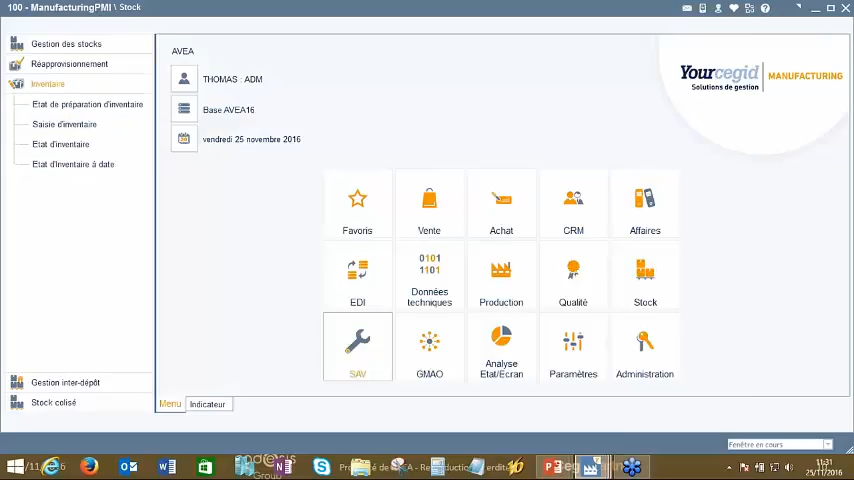 100 - ManufacturingPMI \ Stock
Gestion des stocks
Réapprovisionnement
Inventaire
Etat de préparation d'inventaire
Saisie d'inventaire
Etat d'inventaire
Etat d'inventaire à date
Gestion inter-dépôt
Stock colisé
AVEA
THOMAS : ADM
Base AVEA16
vendredi 25 novembre 2016
Yourcegid
Solutions de gestion
MANUFACTURING
Favoris
Vente
Achat
CRM
Affaires
EDI
0101
1101
Données
techniques
Production
Qualité
Stock
SAV
GMAO
Analyse
Etat/Ecran
Paramètres
Administration
Menu
Indicateur
Fenêtre en cours
Group
11:31
25/11/2016